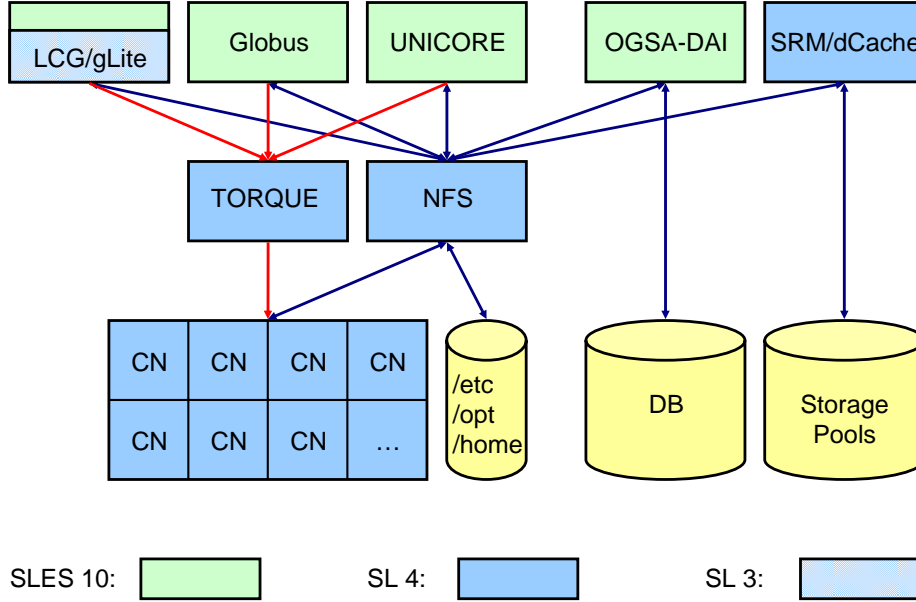 LCG/gLite
Globus
UNICORE
OGSA-DAI
SRM/dCache
TORQUE
NFS
CN CN CN CN
CN CN CN …
/etc
/opt
/home
DB
Storage
Pools
SLES 10:
SL 4:
SL 3: